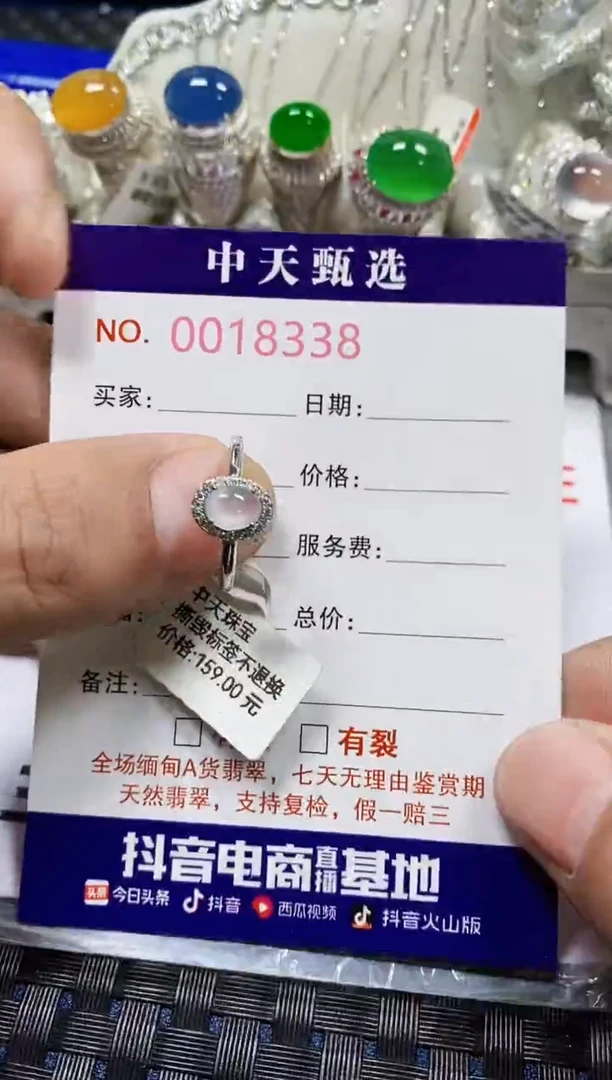 中天甄选
NO. 0018338
买家: 日期:
价格:
服务费:
总价:
中天珠宝
撕毁标签不退换
价格:159.00元
备注:
有裂
全场缅甸A货翡翠，七天无理由鉴赏期
天然翡翠，支持复检，假一赔三
抖音电商直播基地
头条 今日头条 抖音 西瓜视频 抖音火山版